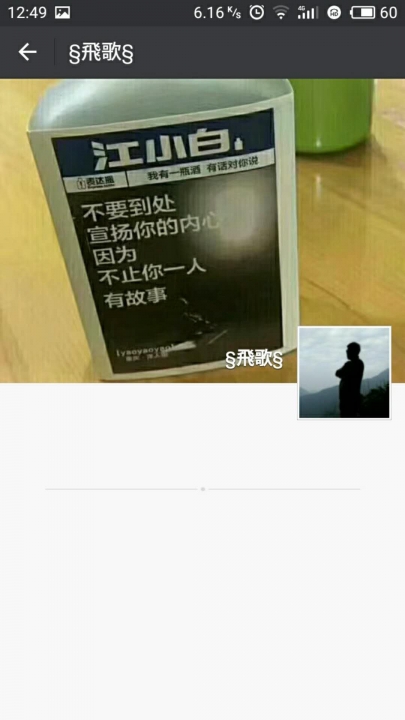 12:49 6.16 K/s 4G 60
§飛歌§
江小白
表达瓶 我有一瓶酒 有话对你说
不要到处
宣扬你的内心
因为
不止你一人
有故事
§飛歌§